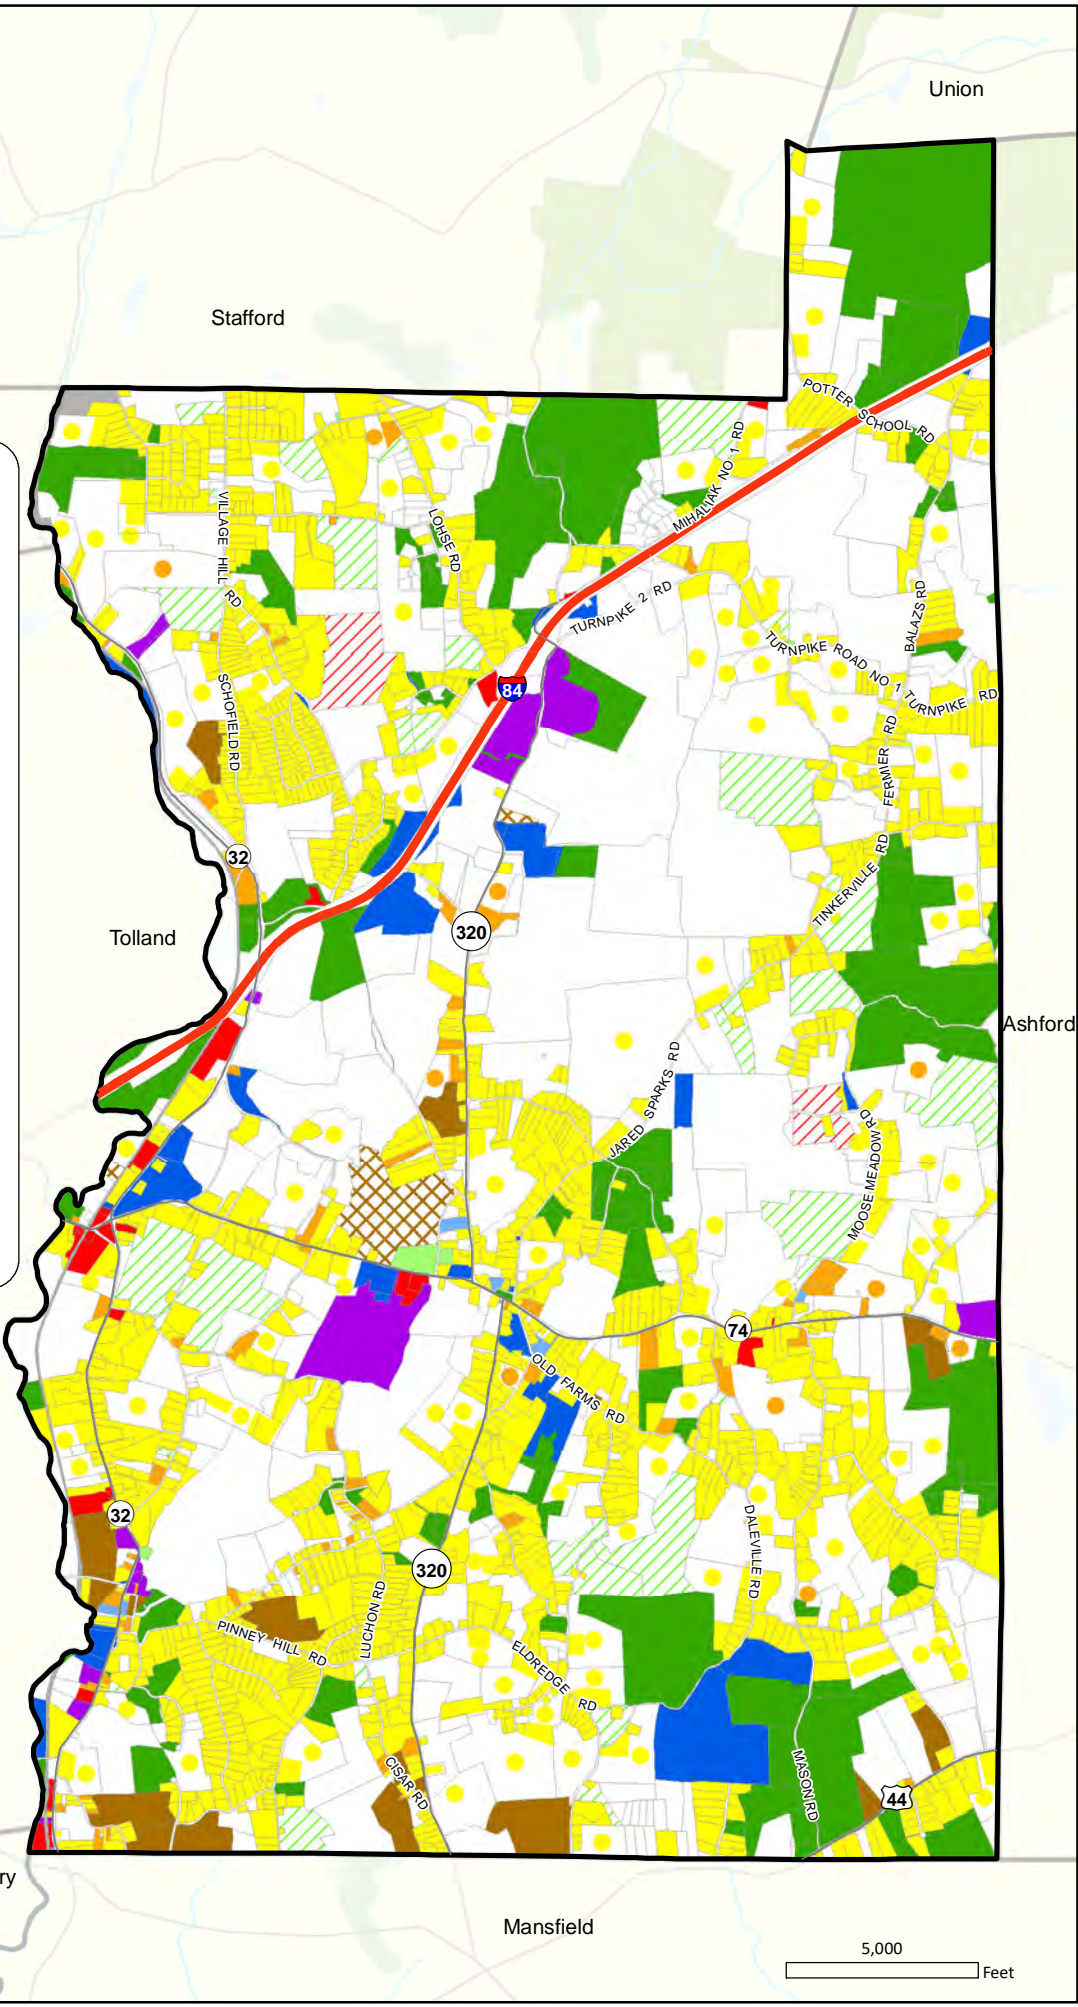 Union
Stafford
POTTER SCHOOL RD
MIHALIAK NO 1 RD
VILLAGE HILL RD
LOHSE RD
TURNPIKE 2 RD
BALAZS RD
TURNPIKE ROAD NO 1
TURNPIKE RD
84
SCHOFIELD RD
FERMIER RD
32
TINKERVILLE RD
320
Tolland
Ashford
JARED SPARKS RD
MOOSE MEADOW RD
74
OLD FARMS RD
32
DALEVILLE RD
320
LUCHON RD
PINNEY HILL RD
ELDREDGE RD
CISAR RD
MASON RD
44
ry
Mansfield
5,000
Feet